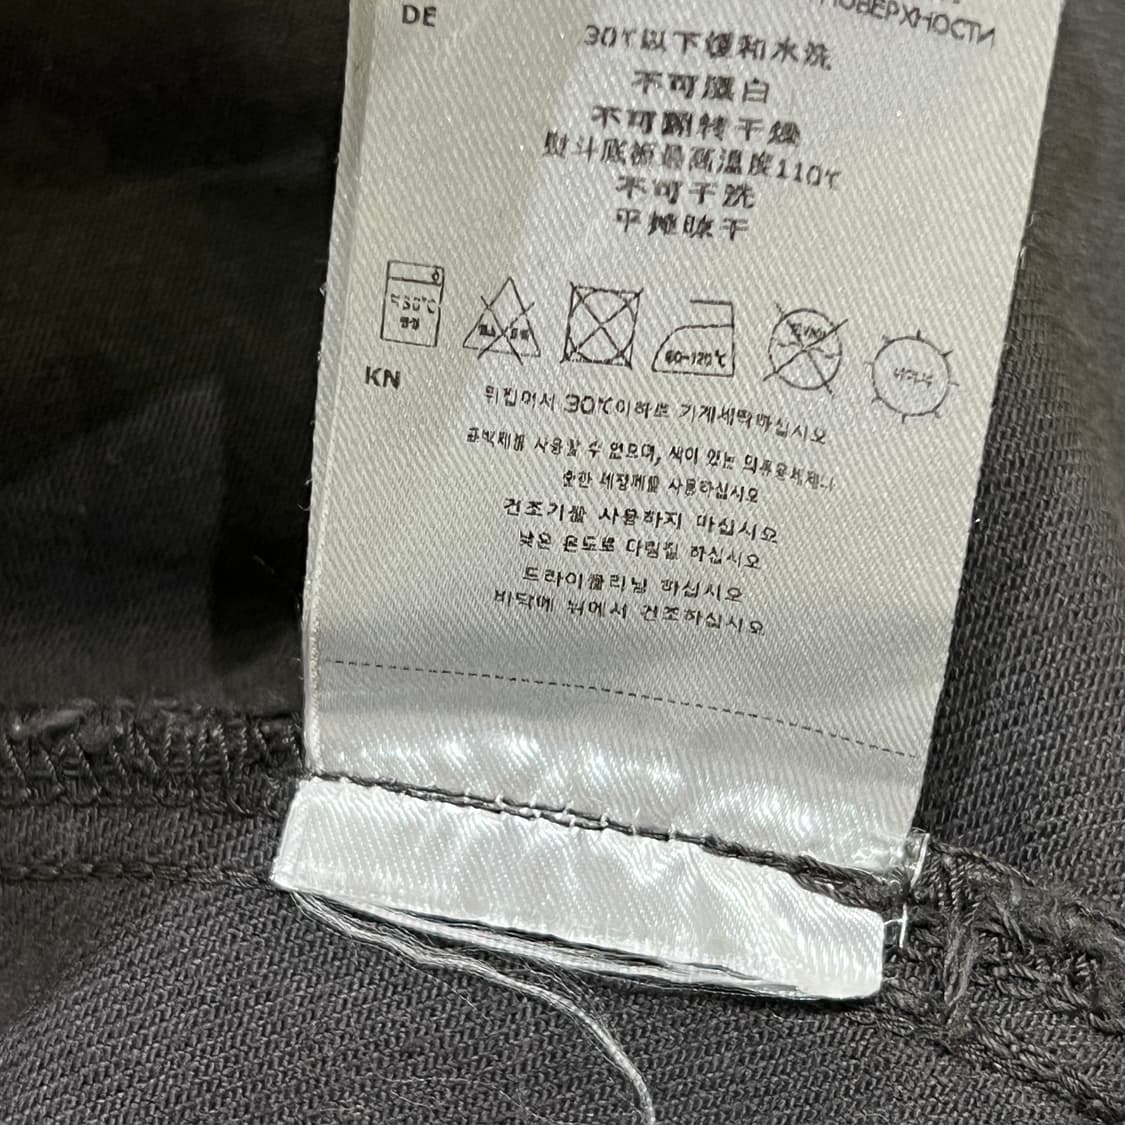 ПОВЕРХНОСТИ
DE
30℃以下缓和水洗
不可漂白
不可翻转干燥
熨斗底板最高温度110℃
不可干洗
平摊晾干
60~120℃
KN
뒤집어서 30℃이하로 기계세탁하십시오
표백제를 사용할 수 없으며, 색이 있는 의류용세제나
순한 세정제를 사용하십시오
건조기를 사용하지 마십시오
낮은 온도로 다림질 하십시오
드라이클리닝 하십시오
바닥에 뉘에서 건조하십시오